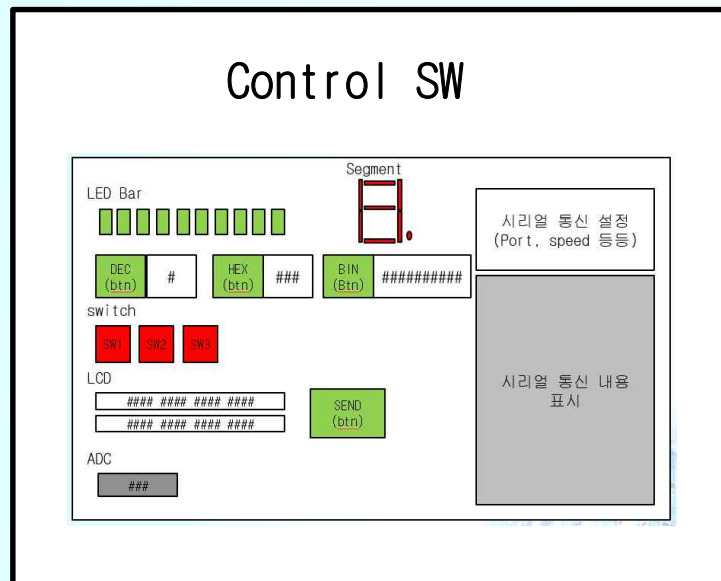 Control SW
Segment
LED Bar
시리얼 통신 설정
(Port, speed 등등)
DEC
(btn)
#
HEX
(btn)
###
BIN
(Btn)
##########
switch
SW1
SW2
SW3
LCD
#### #### #### ####
#### #### #### ####
SEND
(btn)
시리얼 통신 내용
표시
ADC
###